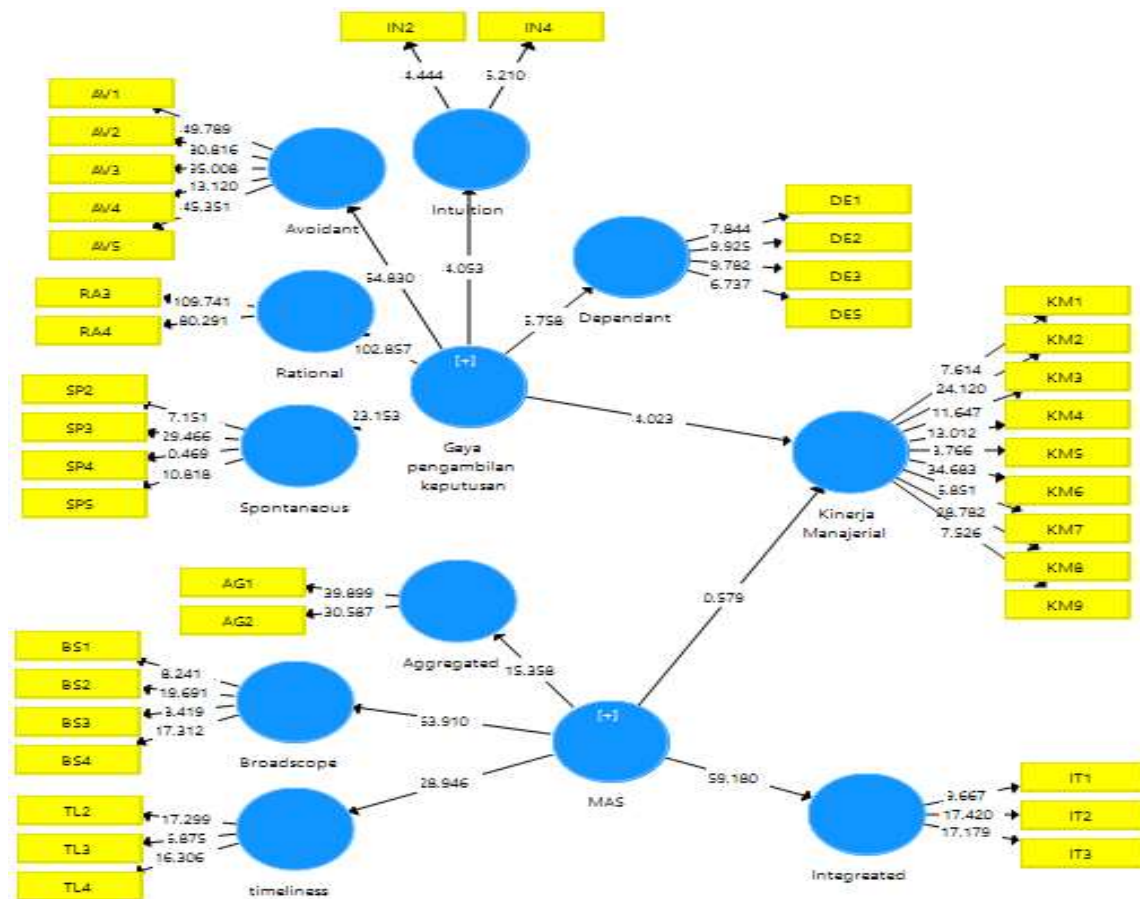 IN2
IN4
4.444
5.210
AV1
AV2
AV3
AV4
AV5
49.789
30.816
35.008
13.120
45.351
Avoidant
Intuition
DE1
DE2
DE3
DE5
7.844
9.925
9.782
6.737
Dependant
54.830
4.053
5.758
RA3
RA4
109.741
80.291
Rational
102.857
[+]
Gaya
pengambilan
keputusan
SP2
SP3
SP4
SP5
7.151
29.466
0.469
10.818
Spontaneous
23.153
4.023
KM1
KM2
KM3
KM4
KM5
KM6
KM7
KM8
KM9
7.614
24.120
11.647
13.012
3.766
34.683
5.851
28.782
7.526
Kinerja
Manajerial
0.579
AG1
AG2
39.899
30.587
Aggregated
15.358
BS1
BS2
BS3
BS4
8.241
19.691
3.419
17.312
Broadscope
53.910
[+]
MAS
28.946
59.180
TL2
TL3
TL4
17.299
5.875
16.306
timeliness
IT1
IT2
IT3
3.667
17.420
17.179
Integreated